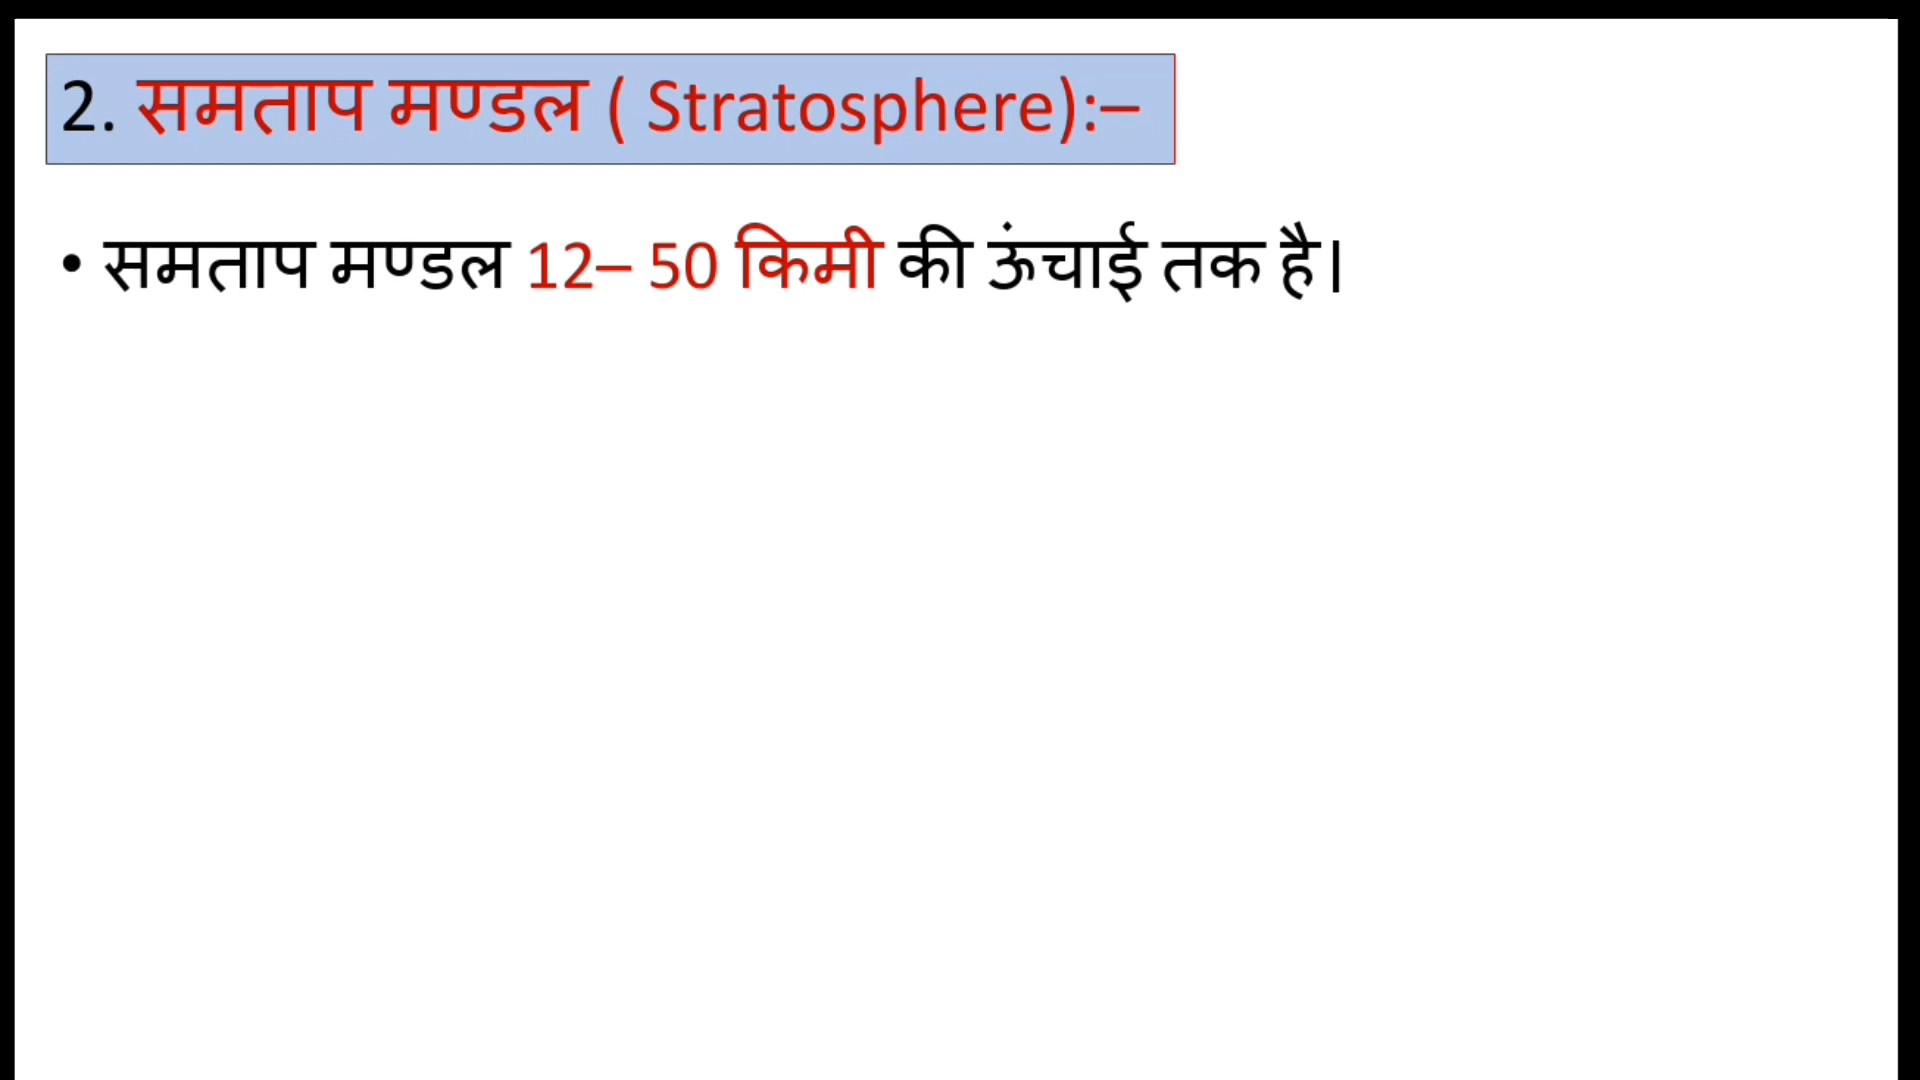 2. समताप मण्डल ( Stratosphere):–
• समताप मण्डल 12– 50 किमी की ऊंचाई तक है।